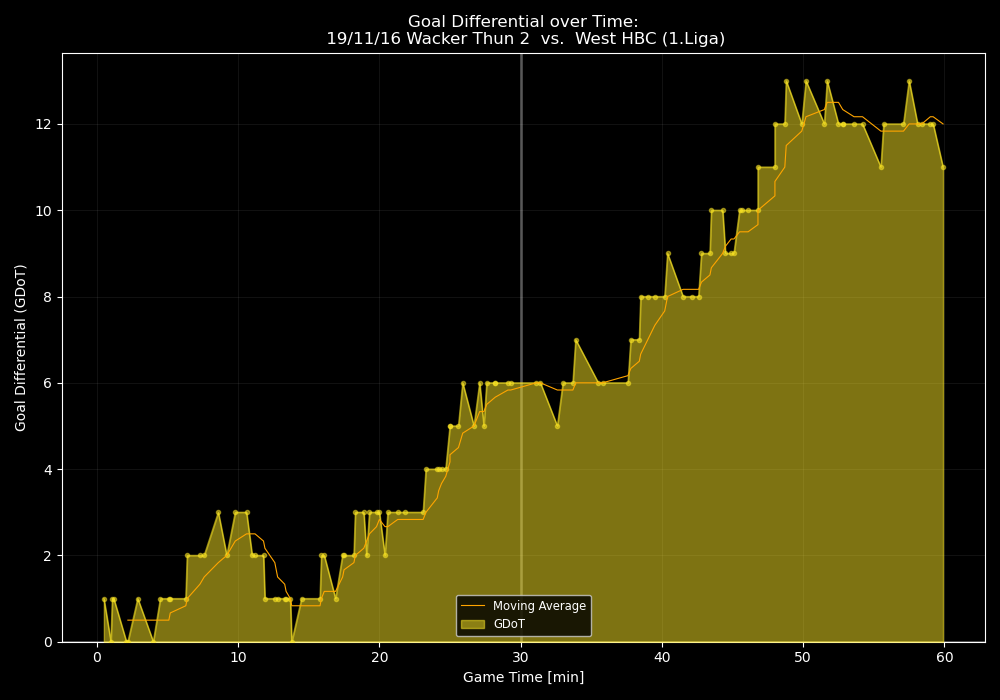 Goal Differential over Time:
19/11/16 Wacker Thun 2  vs.  West HBC (1.Liga)
Goal Differential (GDoT)
12
10
8
6
4
2
0
Moving Average
GDoT
0 10 20 30 40 50 60
Game Time [min]